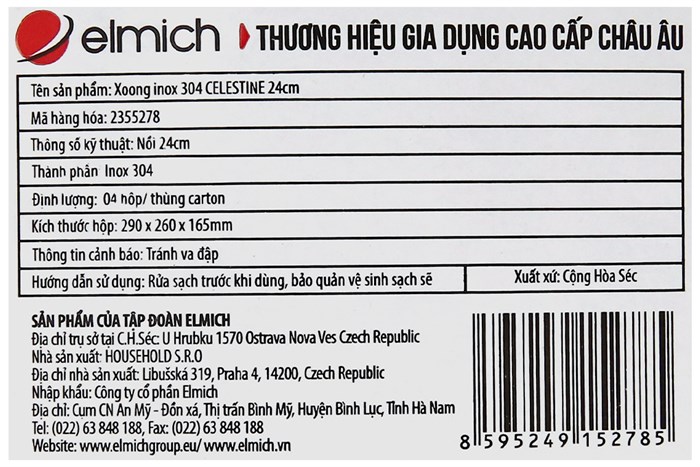 elmich THƯƠNG HIỆU GIA DỤNG CAO CẤP CHÂU ÂU
Tên sản phẩm: Xoong inox 304 CELESTINE 24cm
Mã hàng hóa: 2355278
Thông số kỹ thuật: Nồi 24cm
Thành phần Inox 304
Định lượng: 04 hộp/ thùng carton
Kích thước hộp: 290 x 260 x 165mm
Thông tin cảnh báo: Tránh va đập
Hướng dẫn sử dụng: Rửa sạch trước khi dùng, bảo quản vệ sinh sạch sẽ Xuất xứ: Cộng Hòa Séc
SẢN PHẨM CỦA TẬP ĐOÀN ELMICH
Địa chỉ trụ sở tại C.H.Séc: U Hrubku 1570 Ostrava Nova Ves Czech Republic
Nhà sản xuất: HOUSEHOLD S.R.O
Địa chỉ nhà sản xuất: Libušská 319, Praha 4, 14200, Czech Republic
Nhập khẩu: Công ty cổ phần Elmich
Địa chỉ: Cụm CN An Mỹ - Đồn xá, Thị trấn Bình Mỹ, Huyện Bình Lục, Tỉnh Hà Nam
Tel: (022) 63 848 188, Fax: (022) 63 848 188
Website: www.elmichgroup.eu/ www.elmich.vn
8 595249 152785